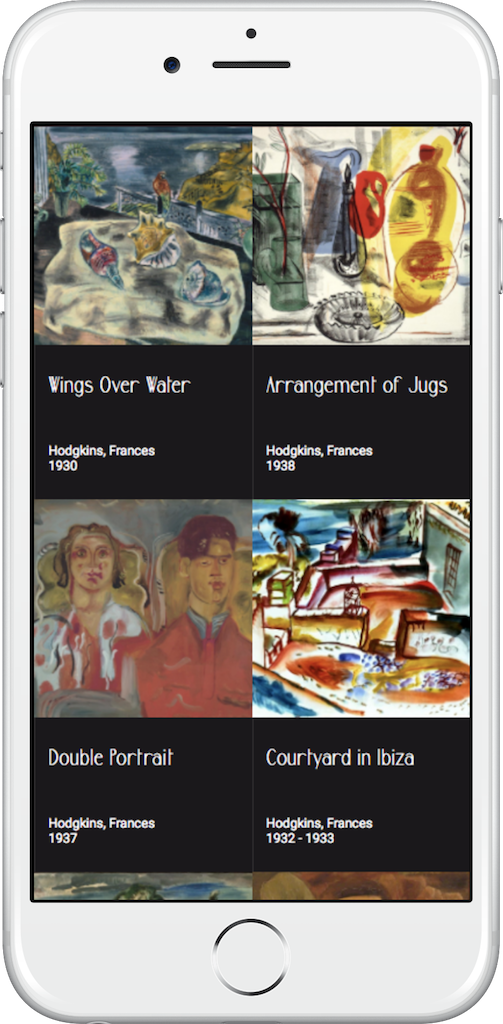 Wings Over Water
Hodgkins, Frances
1930
Arrangement of Jugs
Hodgkins, Frances
1938
Double Portrait
Hodgkins, Frances
1937
Courtyard in Ibiza
Hodgkins, Frances
1932 - 1933